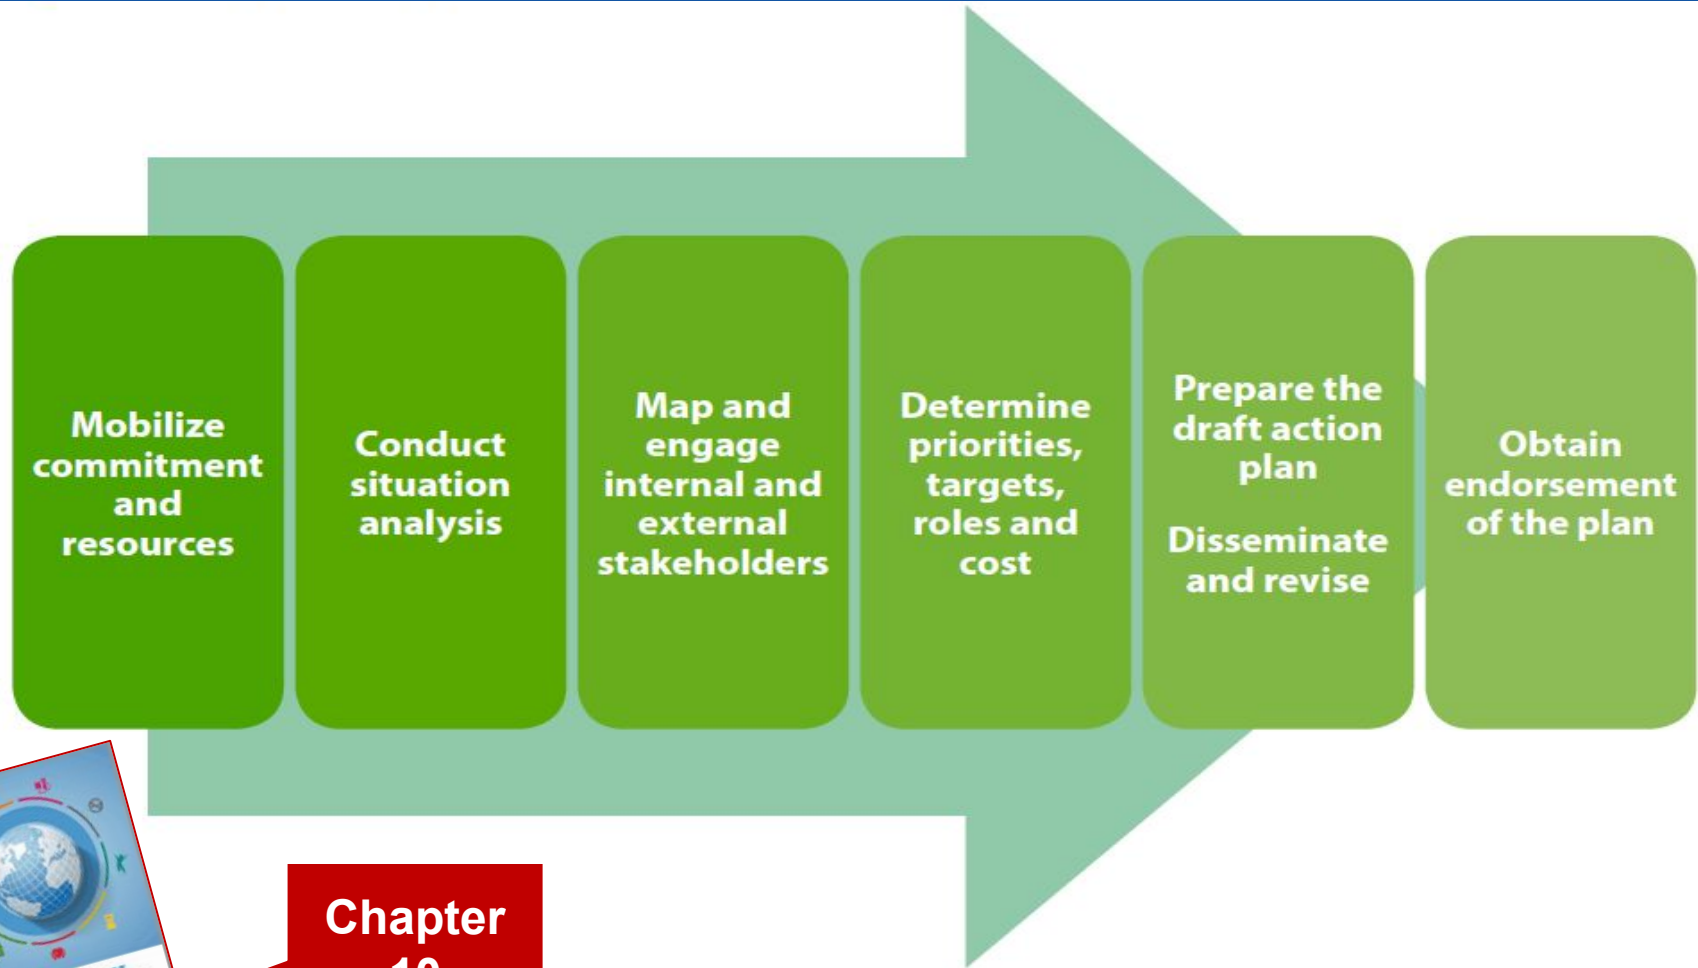 Mobilize
commitment
and
resources
Conduct
situation
analysis
Map and
engage
internal and
external
stakeholders
Determine
priorities,
targets,
roles and
cost
Prepare the
draft action
plan
Disseminate
and revise
Obtain
endorsement
of the plan
Chapter